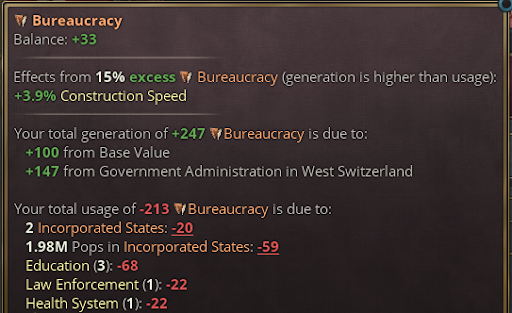 Bureaucracy
Balance: +33
Effects from 15% excess Bureaucracy (generation is higher than usage):
+3.9% Construction Speed
Your total generation of +247 Bureaucracy is due to:
+100 from Base Value
+147 from Government Administration in West Switzerland
Your total usage of -213 Bureaucracy is due to:
2 Incorporated States: -20
1.98M Pops in Incorporated States: -59
Education (3): -68
Law Enforcement (1): -22
Health System (1): -22